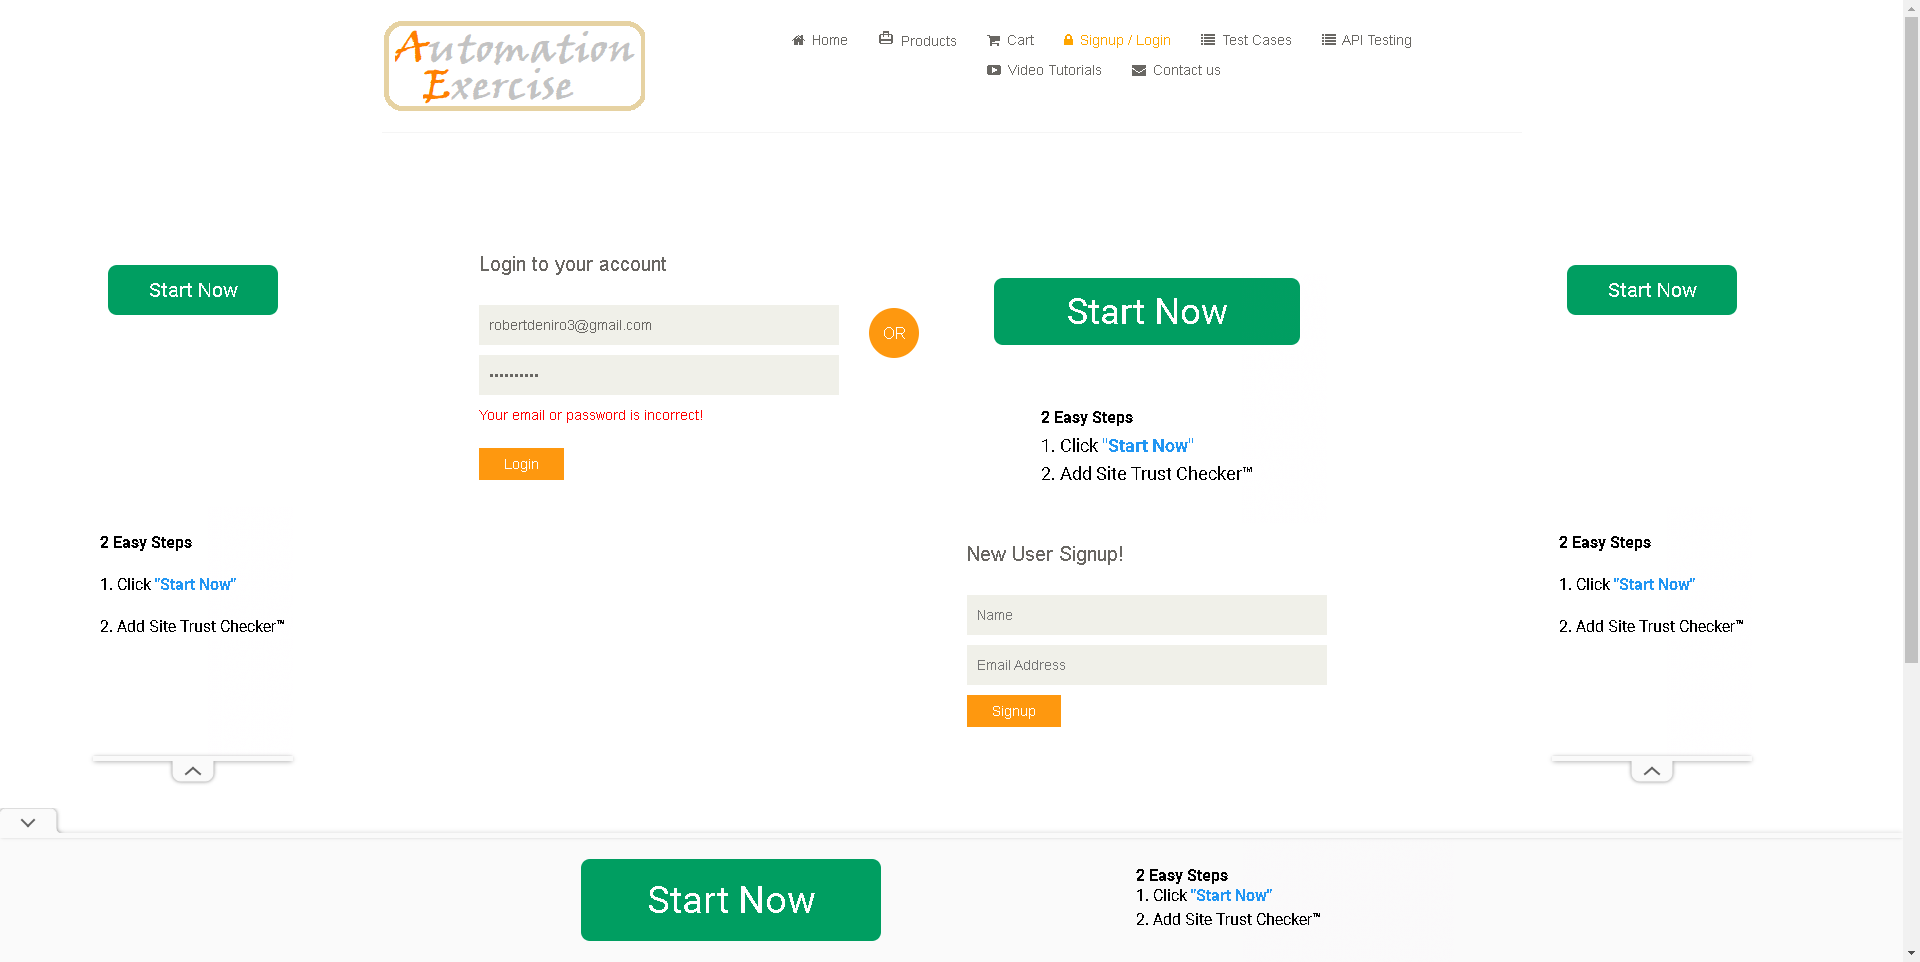 Automation
Exercise
Home
Products
Cart
Signup / Login
Test Cases
API Testing
Video Tutorials
Contact us
Start Now
2 Easy Steps
1. Click "Start Now"
2. Add Site Trust Checker™
Login to your account
robertdeniro3@gmail.com
••••••••••
Your email or password is incorrect!
Login
OR
Start Now
2 Easy Steps
1. Click "Start Now"
2. Add Site Trust Checker™
New User Signup!
Name
Email Address
Signup
Start Now
2 Easy Steps
1. Click "Start Now"
2. Add Site Trust Checker™
Start Now
2 Easy Steps
1. Click "Start Now"
2. Add Site Trust Checker™